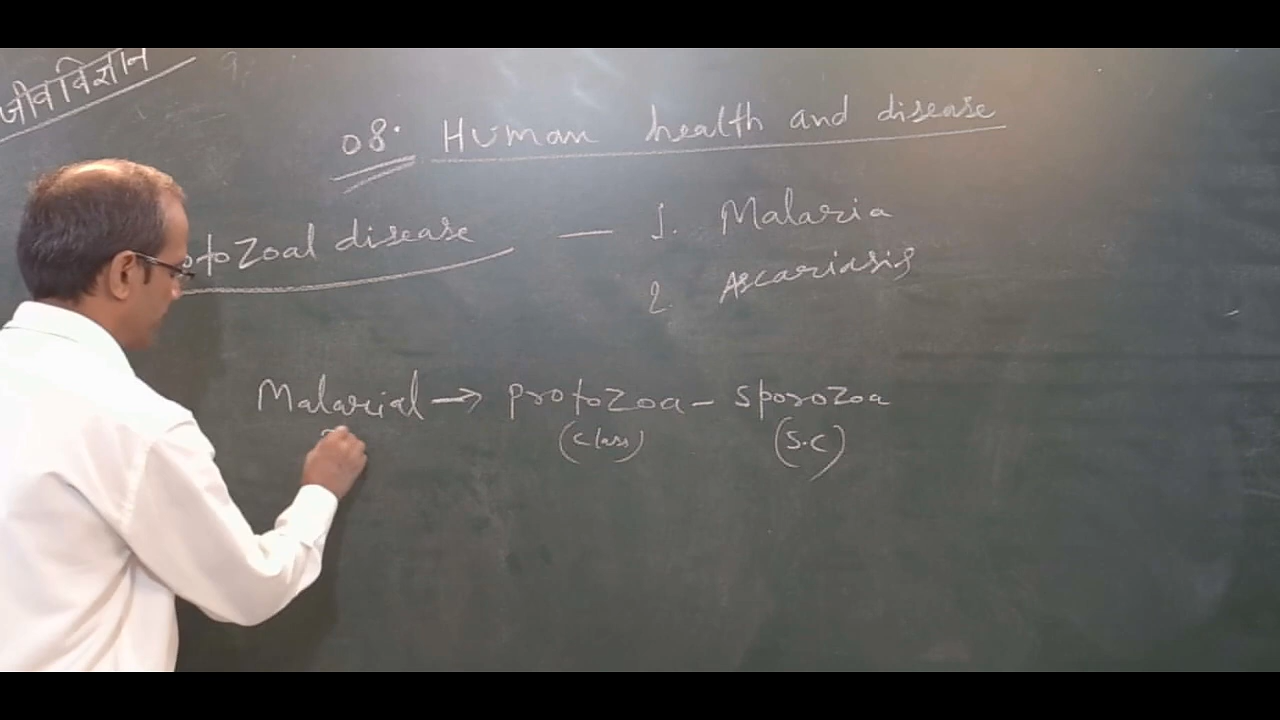 जीवविज्ञान
08. Human health and disease
otozoal disease — 1. Malaria
2. Ascariasis
Malarial → protozoa - sporozoa
(class) (S.C)